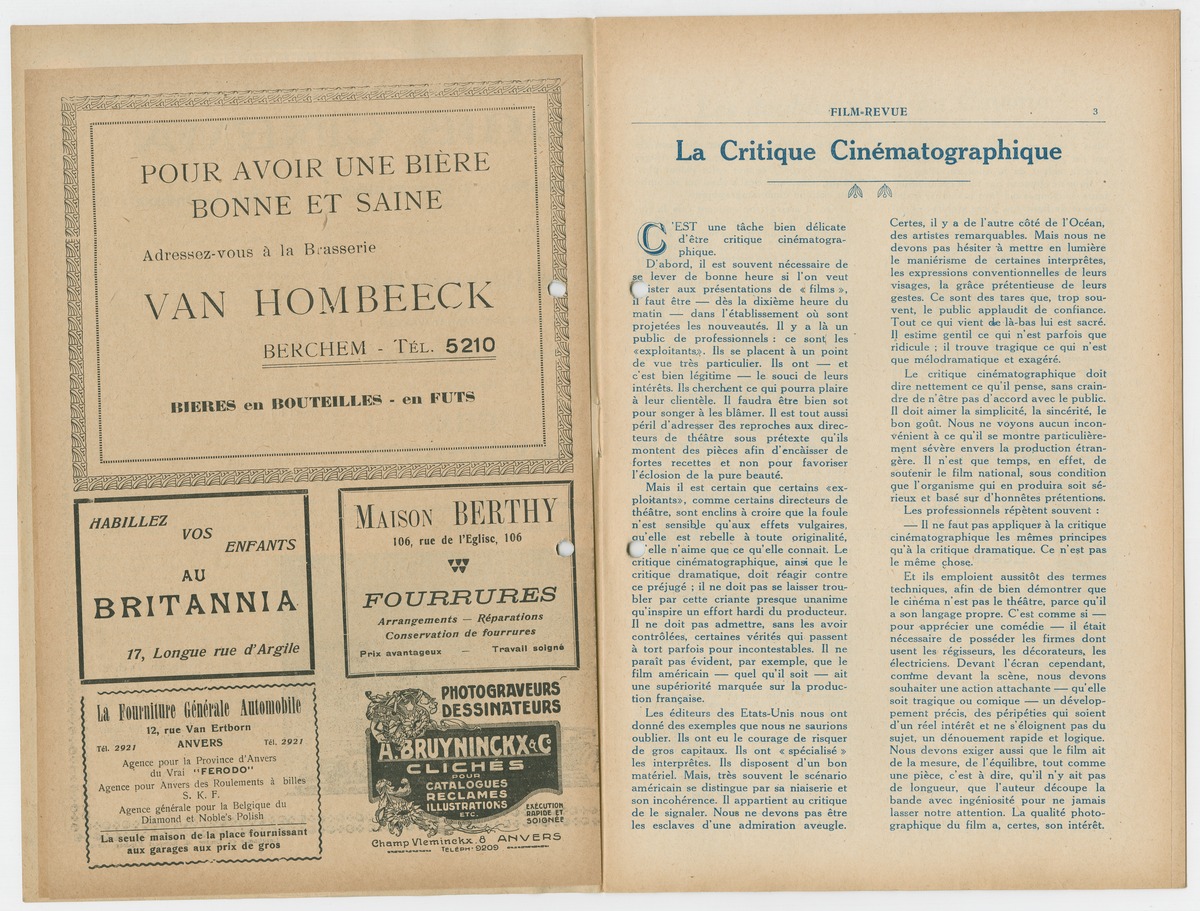 POUR AVOIR UNE BIÈRE
BONNE ET SAINE
Adressez-vous à la Brasserie
VAN HOMBEECK
BERCHEM - TÉL. 5210
BIERES en BOUTEILLES - en FUTS
HABILLEZ
VOS
ENFANTS
AU
BRITANNIA
17, Longue rue d'Argile
MAISON BERTHY
106, rue de l'Eglise, 106
FOURRURES
Arrangements — Réparations
Conservation de fourrures
Prix avantageux — Travail soigné
La Fourniture Générale Automobile
12, rue Van Ertborn
Tél. 2921 ANVERS Tél. 2921
Agence pour la Province d'Anvers
du Vrai "FERODO"
Agence pour Anvers des Roulements à billes
S. K. F.
Agence générale pour la Belgique du
Diamond et Noble's Polish
La seule maison de la place fournissant
aux garages aux prix de gros
PHOTOGRAVEURS
DESSINATEURS
A. BRUYNINCKX & C
CLICHÉS
POUR
CATALOGUES
RECLAMES
ILLUSTRATIONS
ETC.
EXÉCUTION
RAPIDE ET
SOIGNÉE
Champ Vleminckx. 8 ANVERS
TELEPH. 9209
FILM-REVUE 3
La Critique Cinématographique
C'EST une tâche bien délicate
d'être critique cinématogra-
phique.
D'abord, il est souvent nécessaire de
se lever de bonne heure si l'on veut
ister aux présentations de « films »,
il faut être — dès la dixième heure du
matin — dans l'établissement où sont
projetées les nouveautés. Il y a là un
public de professionnels : ce sont les
«exploitants». Ils se placent à un point
de vue très particulier. Ils ont — et
c'est bien légitime — le souci de leurs
intérêts. Ils cherchent ce qui pourra plaire
à leur clientèle. Il faudra être bien sot
pour songer à les blâmer. Il est tout aussi
péril d'adresser des reproches aux direc-
teurs de théâtre sous prétexte qu'ils
montent des pièces afin d'encaisser de
fortes recettes et non pour favoriser
l'éclosion de la pure beauté.
Mais il est certain que certains «ex-
ploitants», comme certains directeurs de
théâtre, sont enclins à croire que la foule
n'est sensible qu'aux effets vulgaires,
qu'elle est rebelle à toute originalité,
'elle n'aime que ce qu'elle connait. Le
critique cinématographique, ainsi que le
critique dramatique, doit réagir contre
ce préjugé ; il ne doit pas se laisser trou-
bler par cette criante presque unanime
qu'inspire un effort hardi du producteur.
Il ne doit pas admettre, sans les avoir
contrôlées, certaines vérités qui passent
à tort parfois pour incontestables. Il ne
paraît pas évident, par exemple, que le
film américain — quel qu'il soit — ait
une supériorité marquée sur la produc-
tion française.
Les éditeurs des Etats-Unis nous ont
donné des exemples que nous ne saurions
oublier. Ils ont eu le courage de risquer
de gros capitaux. Ils ont « spécialisé »
les interprètes. Ils disposent d'un bon
matériel. Mais, très souvent le scénario
américain se distingue par sa niaiserie et
son incohérence. Il appartient au critique
de le signaler. Nous ne devons pas être
les esclaves d'une admiration aveugle.
Certes, il y a de l'autre côté de l'Océan,
des artistes remarquables. Mais nous ne
devons pas hésiter à mettre en lumière
le maniérisme de certaines interprètes,
les expressions conventionnelles de leurs
visages, la grâce prétentieuse de leurs
gestes. Ce sont des tares que, trop sou-
vent, le public applaudit de confiance.
Tout ce qui vient de là-bas lui est sacré.
Il estime gentil ce qui n'est parfois que
ridicule ; il trouve tragique ce qui n'est
que mélodramatique et exagéré.
Le critique cinématographique doit
dire nettement ce qu'il pense, sans crain-
dre de n'être pas d'accord avec le public.
Il doit aimer la simplicité, la sincérité, le
bon goût. Nous ne voyons aucun incon-
vénient à ce qu'il se montre particulière-
ment sévère envers la production étran-
gère. Il n'est que temps, en effet, de
soutenir le film national, sous condition
que l'organisme qui en produira soit sé-
rieux et basé sur d'honnêtes prétentions.
Les professionnels répètent souvent :
— Il ne faut pas appliquer à la critique
cinématographique les mêmes principes
qu'à la critique dramatique. Ce n'est pas
le même chose.
Et ils emploient aussitôt des termes
techniques, afin de bien démontrer que
le cinéma n'est pas le théâtre, parce qu'il
a son langage propre. C'est comme si —
pour apprécier une comédie — il était
nécessaire de posséder les firmes dont
usent les régisseurs, les décorateurs, les
électriciens. Devant l'écran cependant,
comme devant la scène, nous devons
souhaiter une action attachante — qu'elle
soit tragique ou comique — un dévelop-
pement précis, des péripéties qui soient
d'un réel intérêt et ne s'éloignent pas du
sujet, un dénouement rapide et logique.
Nous devons exiger aussi que le film ait
de la mesure, de l'équilibre, tout comme
une pièce, c'est à dire, qu'il n'y ait pas
de longueur, que l'auteur découpe la
bande avec ingéniosité pour ne jamais
lasser notre attention. La qualité photo-
graphique du film a, certes, son intérêt.